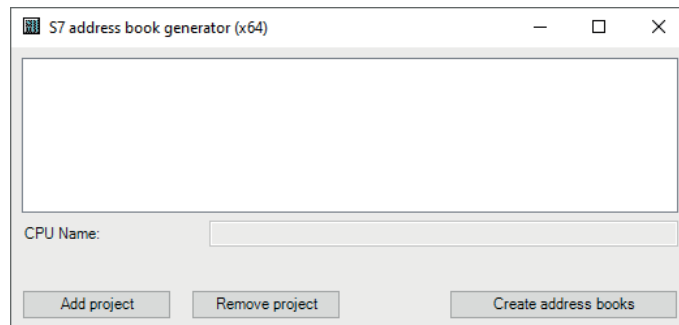 S7 address book generator (x64)
CPU Name:
Add project Remove project Create address books